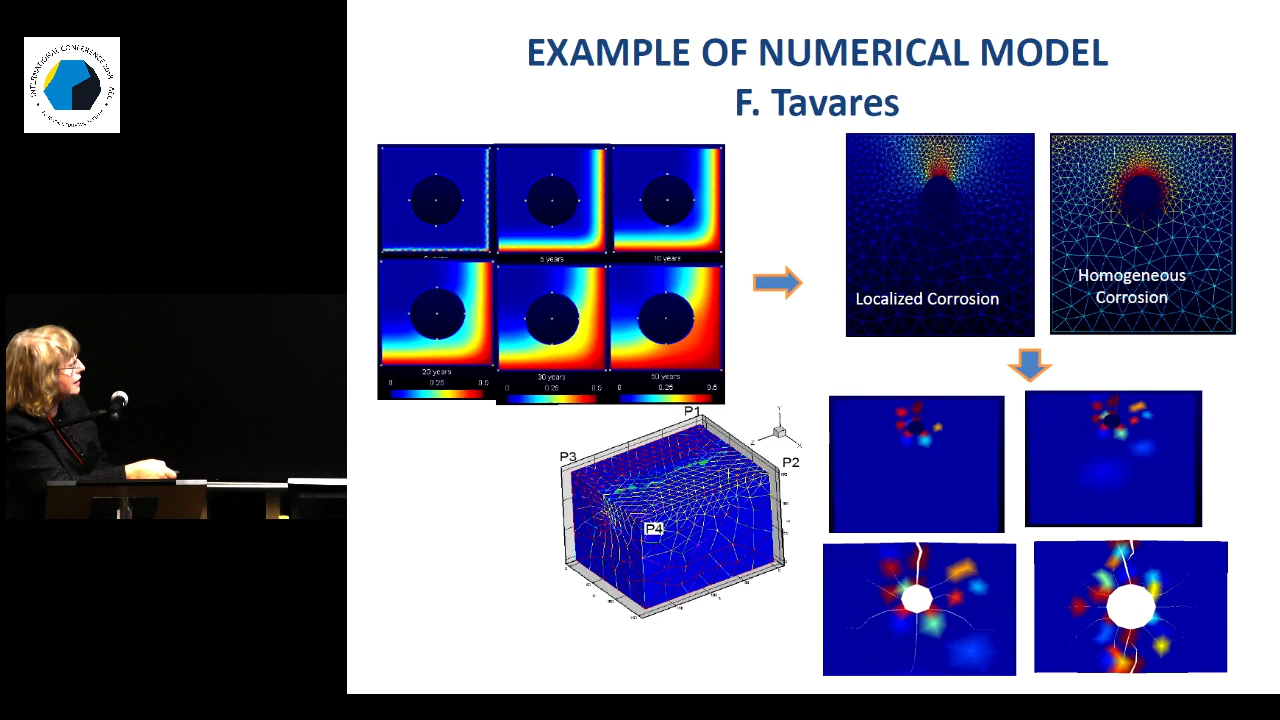 INTERNATIONAL CONFERENCE
EXAMPLE OF NUMERICAL MODEL
F. Tavares
5 years
10 years
20 years
30 years
50 years
0
0.25
0.5
0
0.25
0.5
0
0.25
0.5
Localized Corrosion
Homogeneous
Corrosion
P1
P2
P3
P4
Y
Z
X